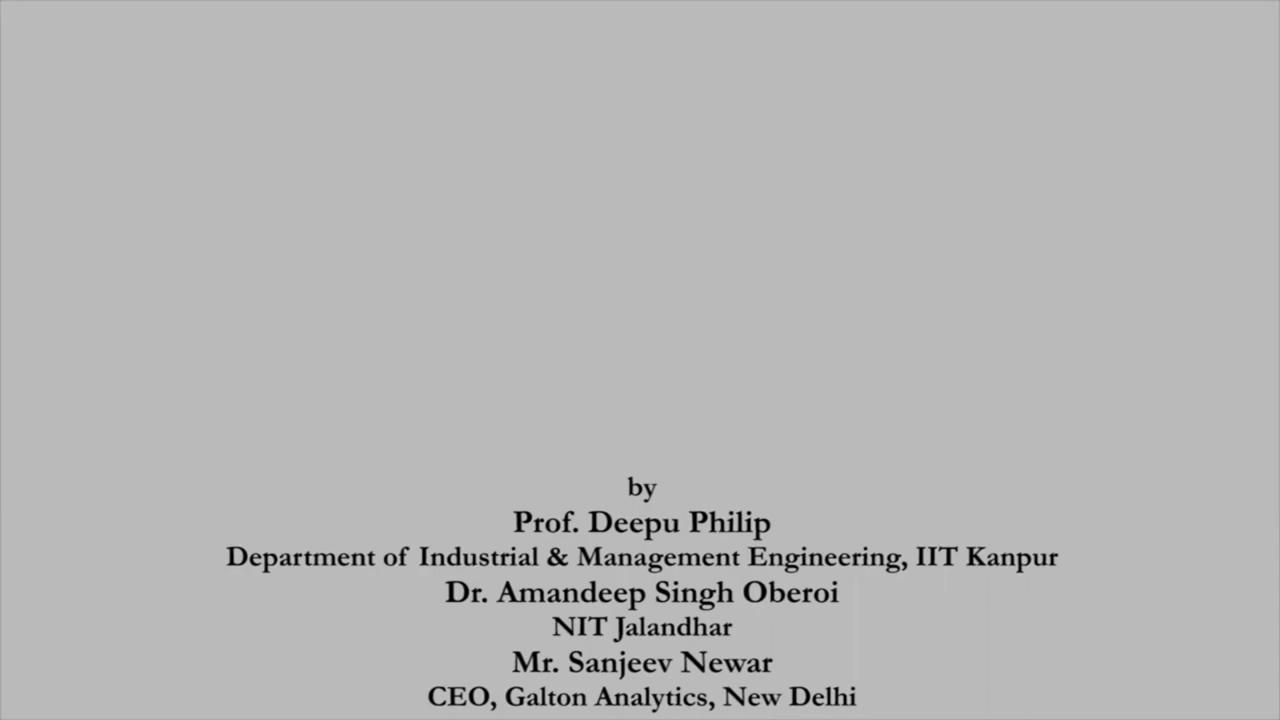 by
Prof. Deepu Philip
Department of Industrial & Management Engineering, IIT Kanpur
Dr. Amandeep Singh Oberoi
NIT Jalandhar
Mr. Sanjeev Newar
CEO, Galton Analytics, New Delhi